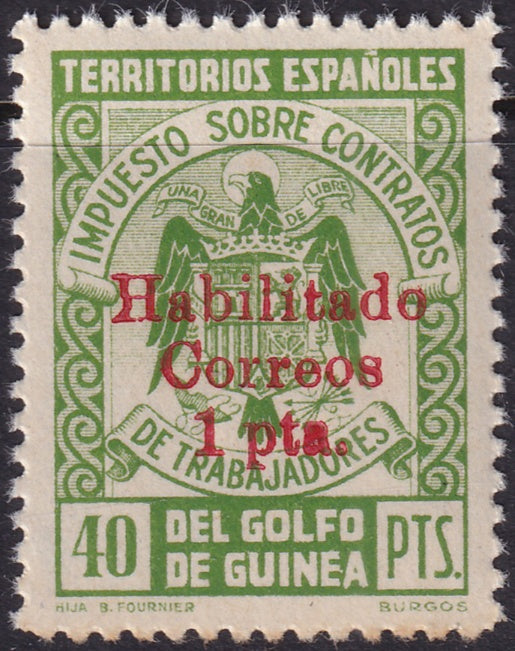 TERRITORIOS ESPAÑOLES
IMPUESTO SOBRE CONTRATOS
UNA GRAN DE LIBRE
Habilitado
Correos
1 pta.
DE TRABAJADORES
40 DEL GOLFO DE GUINEA PTS.
HIJA B. FOURNIER BURGOS